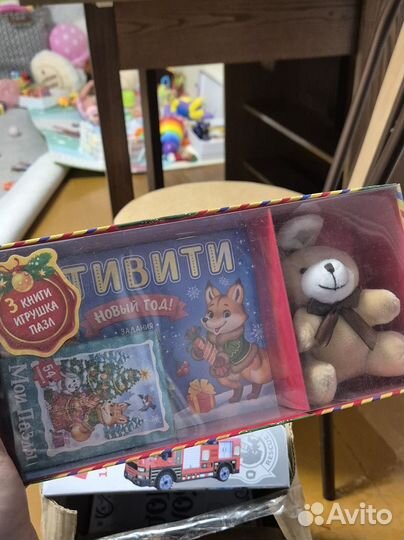 3 КНИГИ
ИГРУШКА
ПАЗЛ
ТИВИТИ
НОВЫЙ ГОД!
ЗАДАНИЯ
Мои Пазлы
54
Avito